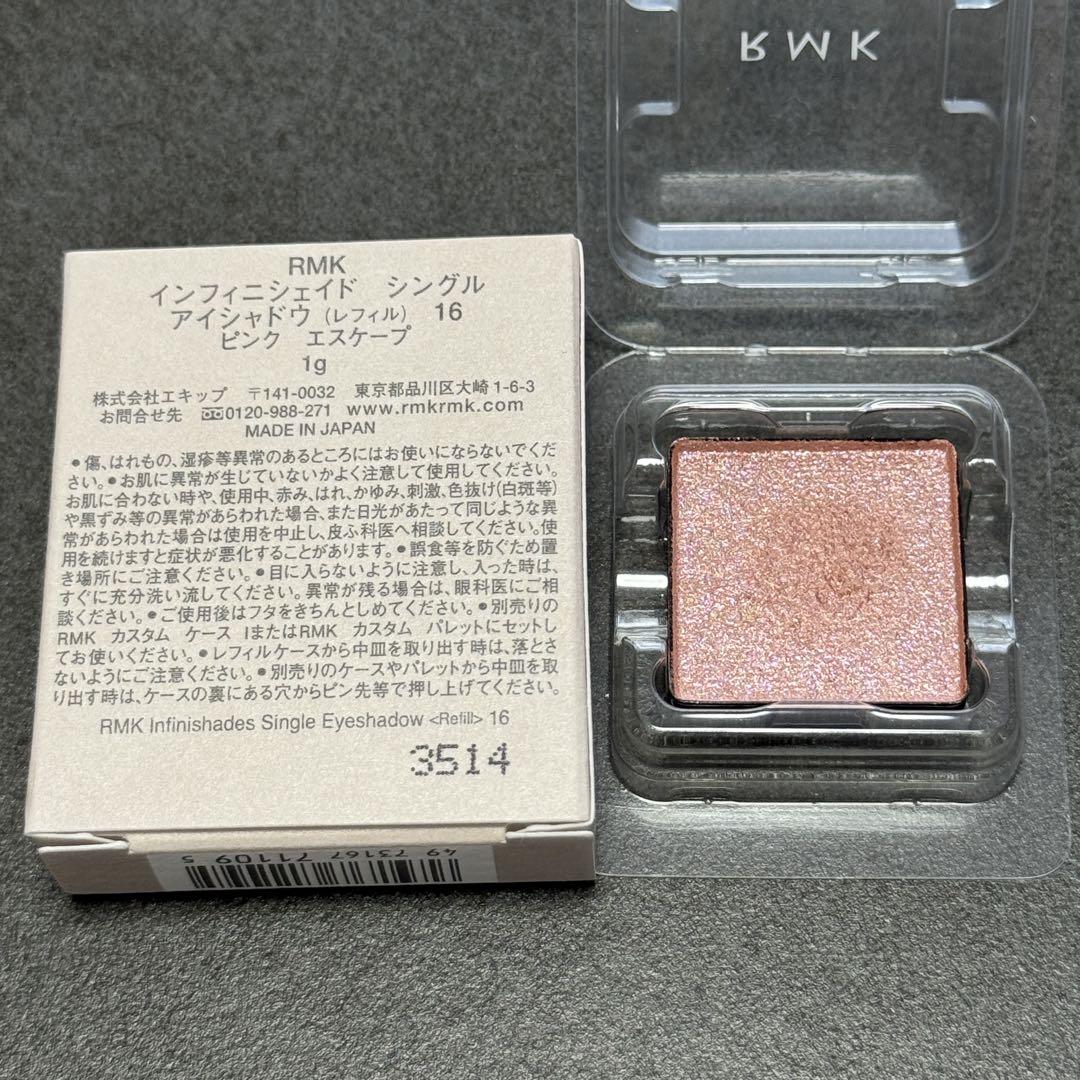 RMK
RMK
インフィニシェイド シングル
アイシャドウ（レフィル） 16
ピンク エスケープ
1g
株式会社エキップ 〒141-0032 東京都品川区大崎1-6-3
お問合せ先 0120-988-271 www.rmkrmk.com
MADE IN JAPAN
●傷、はれもの、湿疹等異常のあるところにはお使いにならないでくだ
さい。●お肌に異常が生じていないかよく注意して使用してください。
お肌に合わない時や、使用中、赤み、はれ、かゆみ、刺激、色抜け(白斑等)
や黒ずみ等の異常があらわれた場合、また日光があたって同じような異
常があらわれた場合は使用を中止し、皮ふ科医へ相談してください。使
用を続けますと症状が悪化することがあります。●誤食等を防ぐため置
き場所にご注意ください。●目に入らないように注意し、入った時は、
すぐに充分洗い流してください。異常が残る場合は、眼科医にご相
談ください。●ご使用後はフタをきちんとしめてください。●別売りの
RMK カスタム ケース IまたはRMK カスタム パレットにセットし
てお使いください。●レフィルケースから中皿を取り出す時は、落とさ
ないようにご注意ください。●別売りのケースやパレットから中皿を取
り出す時は、ケースの裏にある穴からピン先等で押し上げてください。
RMK Infinishades Single Eyeshadow <Refill> 16
3514
4973167711095